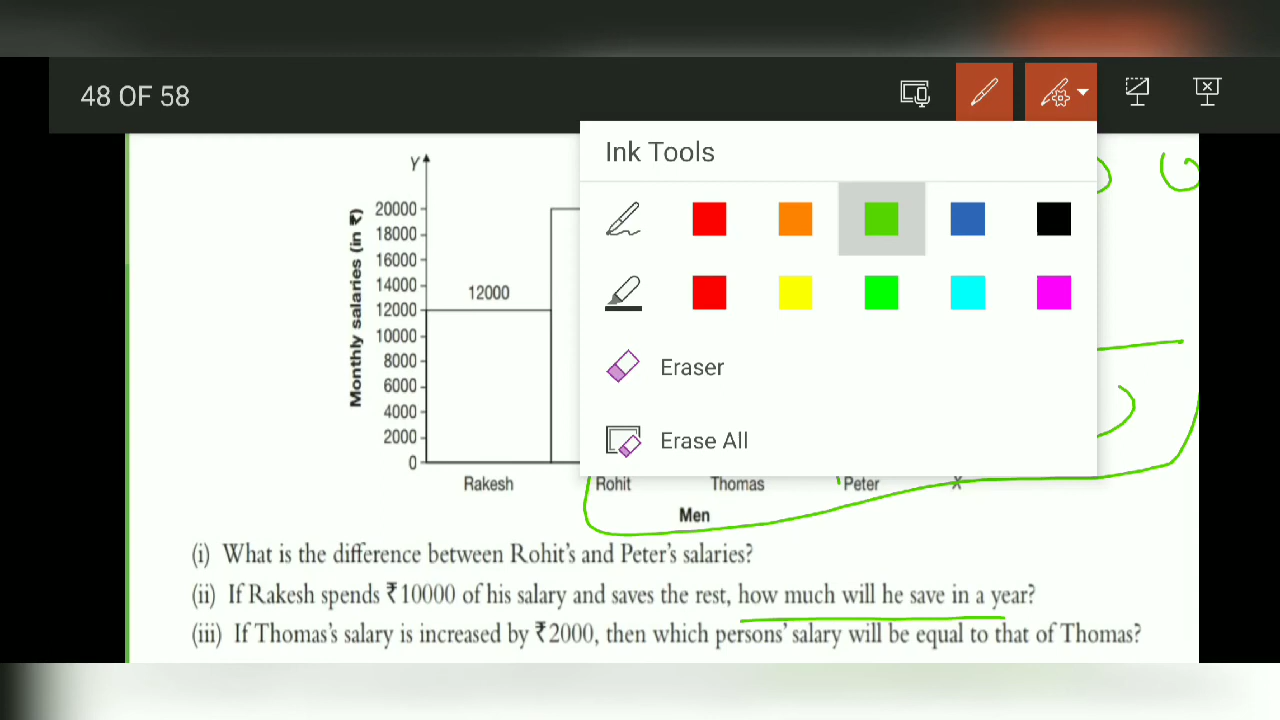 48 OF 58
Ink Tools
Eraser
Erase All
Y
Monthly salaries (in ₹)
20000
18000
16000
14000
12000
10000
8000
6000
4000
2000
0
12000
Rakesh Rohit Thomas Peter X
Men
(i) What is the difference between Rohit's and Peter's salaries?
(ii) If Rakesh spends ₹10000 of his salary and saves the rest, how much will he save in a year?
(iii) If Thomas's salary is increased by ₹2000, then which persons' salary will be equal to that of Thomas?